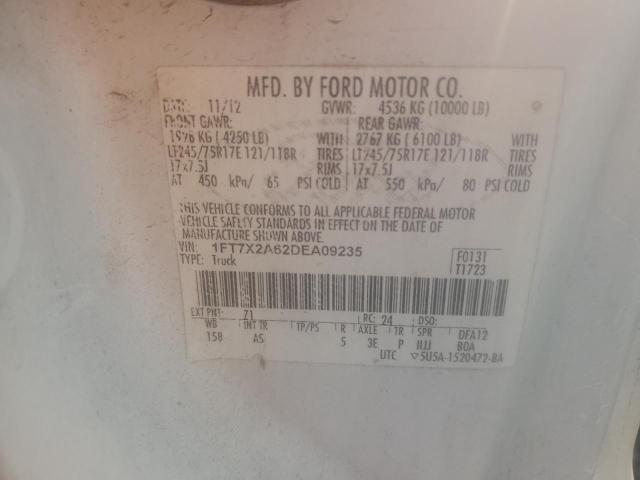 MFD. BY FORD MOTOR CO.
DATE: 11/12 GVWR: 4536 KG (10000 LB)
FRONT GAWR: REAR GAWR:
1928 KG ( 4250 LB) WITH 2767 KG ( 6100 LB) WITH
LT245/75R17E 121/118R TIRES LT245/75R17E 121/118R TIRES
17x7.5J RIMS 17x7.5J RIMS
AT 450 kPa/ 65 PSI COLD AT 550 kPa/ 80 PSI COLD
THIS VEHICLE CONFORMS TO ALL APPLICABLE FEDERAL MOTOR
VEHICLE SAFETY STANDARDS IN EFFECT ON THE DATE OF
MANUFACTURE SHOWN ABOVE.
VIN: 1FT7X2A62DEA09235
TYPE: Truck
F0131
T1723
EXT PNT: Z1 RC: 24 DSO:
WB INT TR TP/PS R AXLE TR SPR DFA12
158 AS 5 3E P BOA
UTC ▽5U5A-1520472-BA